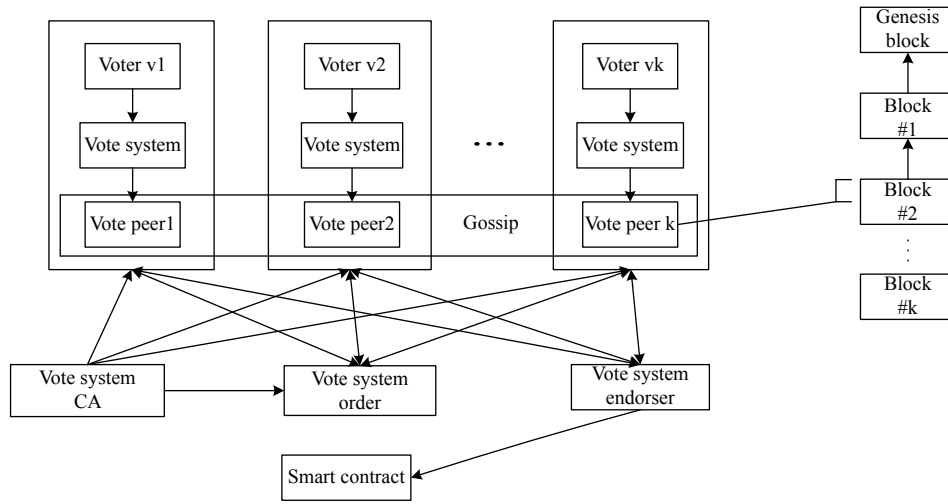 Voter v1
Vote system
Vote peer1
Voter v2
Vote system
Vote peer2
...
Gossip
Voter vk
Vote system
Vote peer k
Genesis
block
Block
#1
Block
#2
...
Block
#k
Vote system
CA
Vote system
order
Vote system
endorser
Smart contract